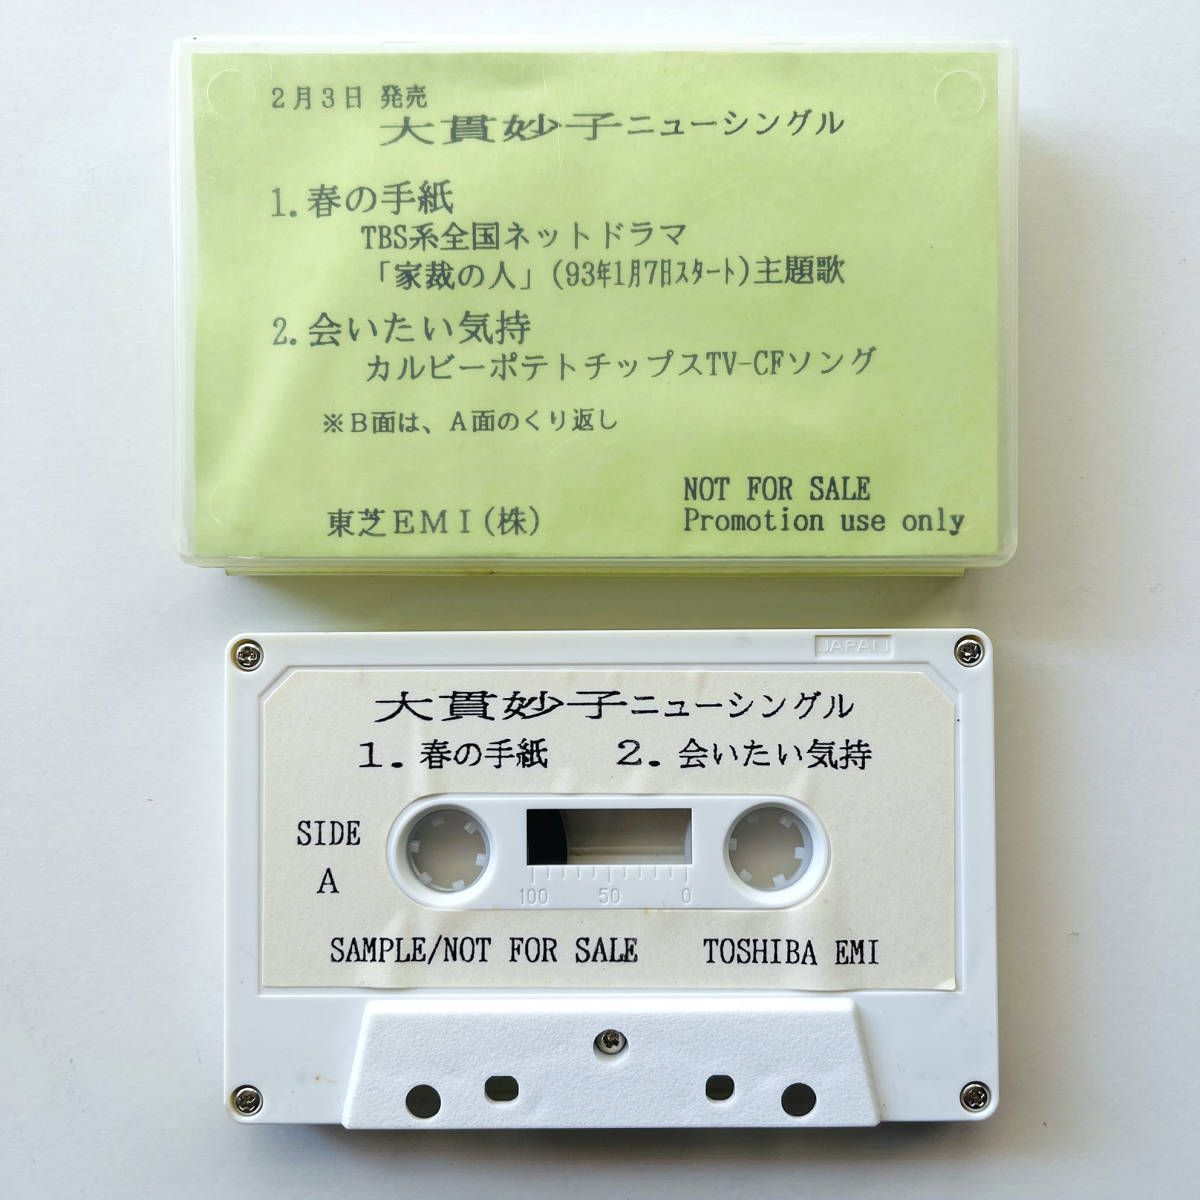 2月3日 発売
大貫妙子ニューシングル
1.春の手紙
TBS系全国ネットドラマ
「家裁の人」(93年1月7日スタート)主題歌
2.会いたい気持
カルビーポテトチップスTV-CFソング
※B面は、A面のくり返し
東芝EMI(株)
NOT FOR SALE
Promotion use only
JAPAN
大貫妙子ニューシングル
1.春の手紙 2.会いたい気持
SIDE
A
100 50 0
SAMPLE/NOT FOR SALE TOSHIBA EMI